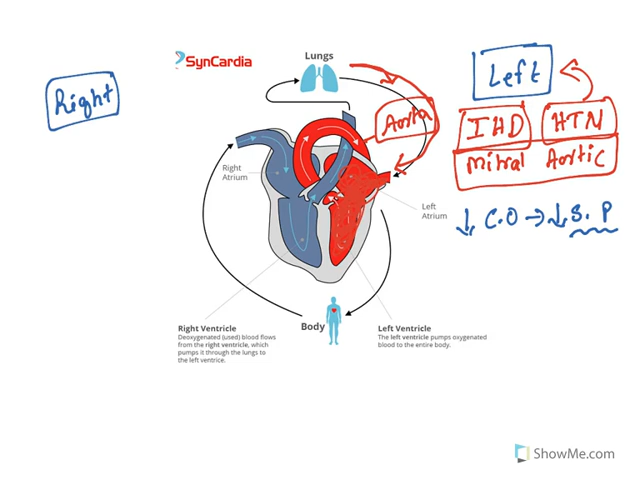 SynCardia
Lungs
Left
Right
Aorta
IHD HTN
Mitral Aortic
Right
Atrium
Left
Atrium
↓ C.O → ↓ B. P
Right Ventricle
Deoxygenated (used) blood flows
from the right ventricle, which
pumps it through the lungs to
the left ventrice.
Body
Left Ventricle
The left ventricle pumps oxygenated
blood to the entire body.
ShowMe.com